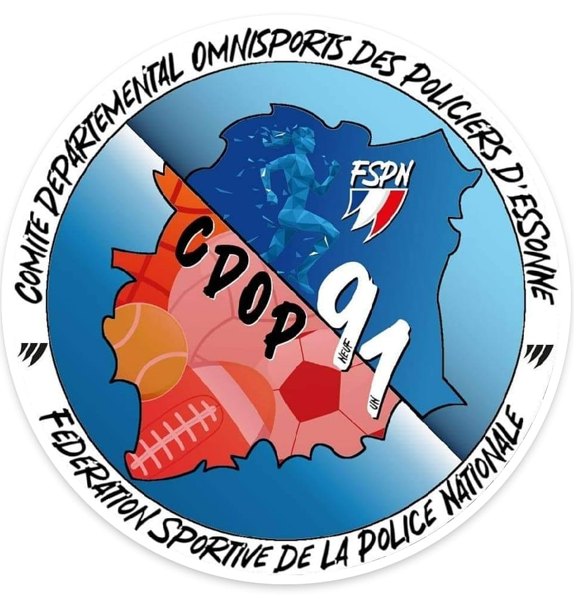 COMITE DEPARTEMENTAL OMNISPORTS DES POLICIERS D'ESSONNE
FSPN
CDOP
91
NEUF
UN
FEDERATION SPORTIVE DE LA POLICE NATIONALE